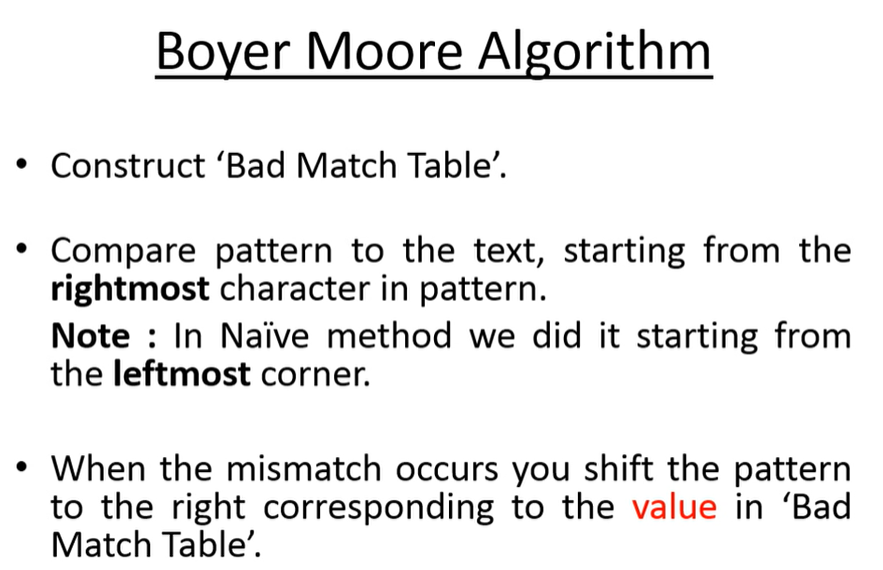 Boyer Moore Algorithm
• Construct ‘Bad Match Table’.
• Compare pattern to the text, starting from the
rightmost character in pattern.
Note : In Naïve method we did it starting from
the leftmost corner.
• When the mismatch occurs you shift the pattern
to the right corresponding to the value in ‘Bad
Match Table’.